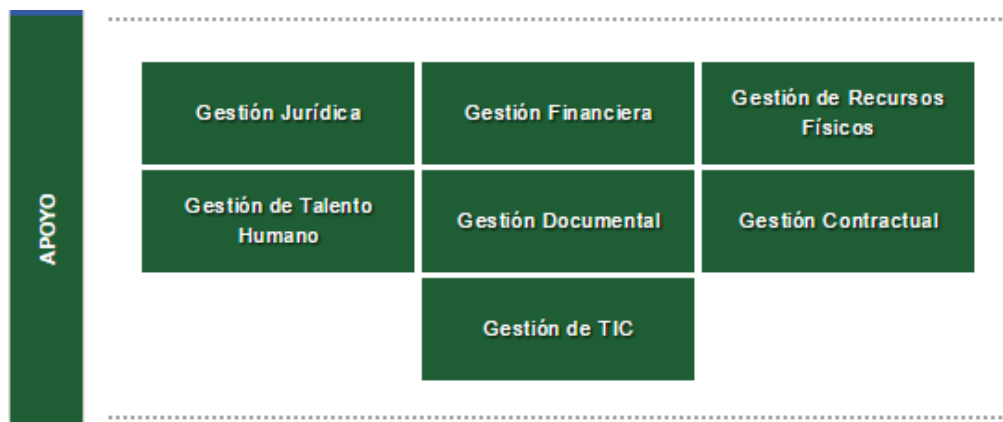 APOYO
Gestión Jurídica
Gestión Financiera
Gestión de Recursos
Físicos
Gestión de Talento
Humano
Gestión Documental
Gestión Contractual
Gestión de TIC